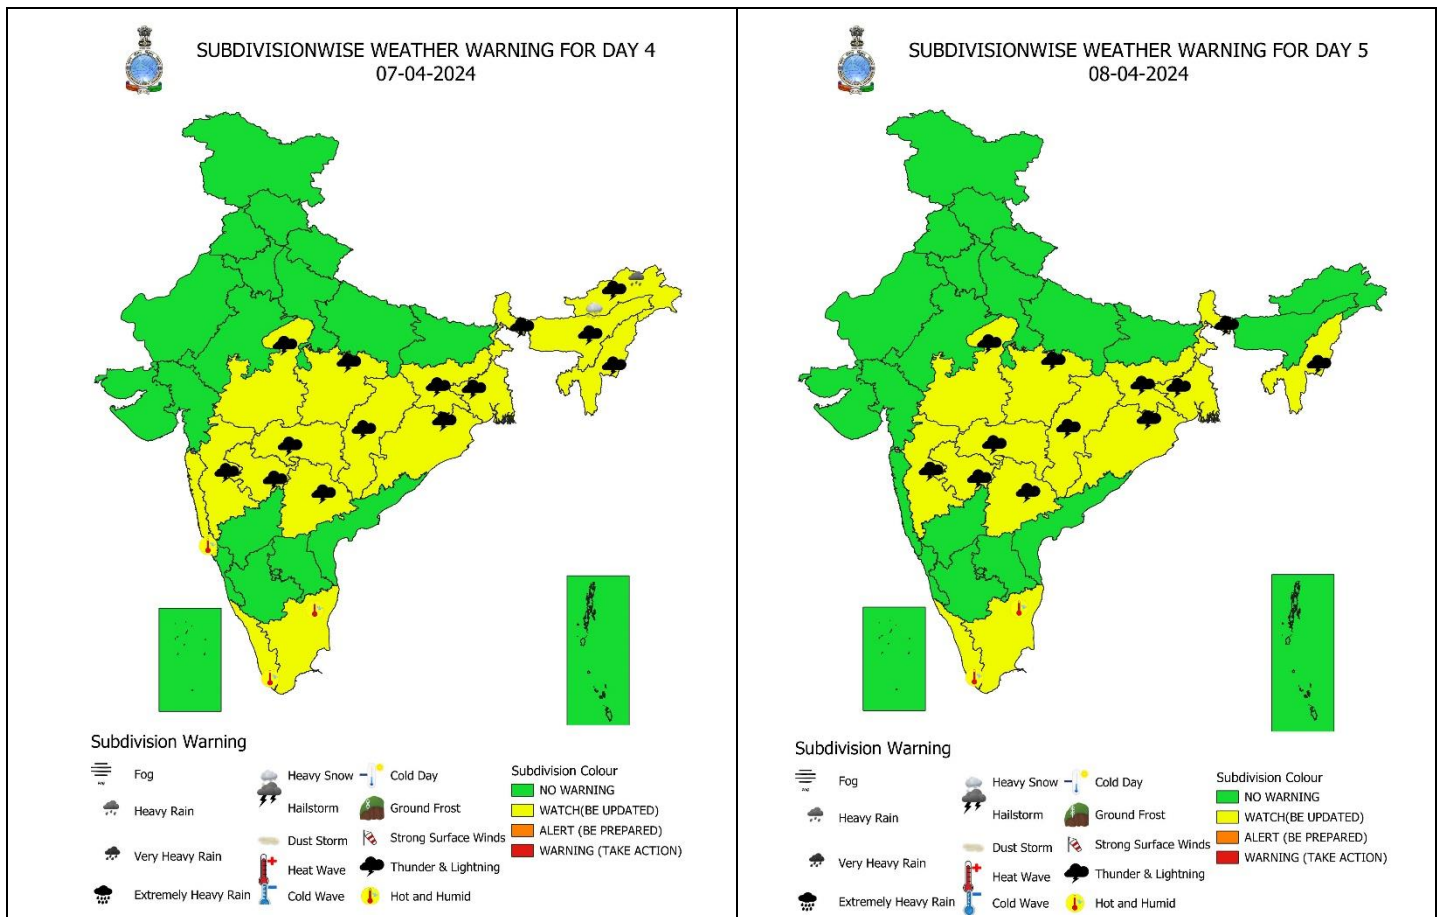 SUBDIVISIONWISE WEATHER WARNING FOR DAY 4
07-04-2024
Subdivision Warning
Fog
Heavy Rain
Very Heavy Rain
Extremely Heavy Rain
Heavy Snow
Hailstorm
Dust Storm
Heat Wave
Cold Wave
Cold Day
Ground Frost
Strong Surface Winds
Thunder & Lightning
Hot and Humid
Subdivision Colour
NO WARNING
WATCH(BE UPDATED)
ALERT (BE PREPARED)
WARNING (TAKE ACTION)
SUBDIVISIONWISE WEATHER WARNING FOR DAY 5
08-04-2024
Subdivision Warning
Fog
Heavy Rain
Very Heavy Rain
Extremely Heavy Rain
Heavy Snow
Hailstorm
Dust Storm
Heat Wave
Cold Wave
Cold Day
Ground Frost
Strong Surface Winds
Thunder & Lightning
Hot and Humid
Subdivision Colour
NO WARNING
WATCH(BE UPDATED)
ALERT (BE PREPARED)
WARNING (TAKE ACTION)